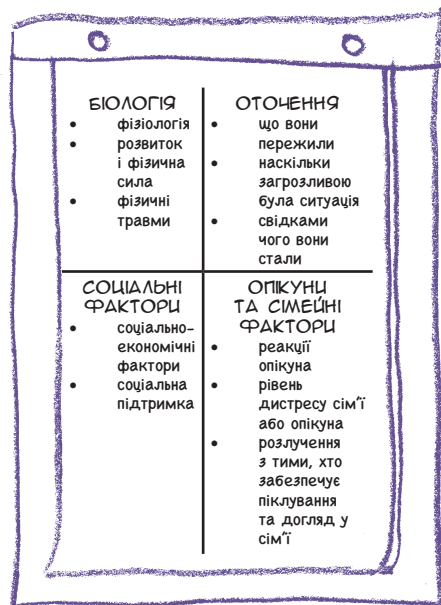 БІОЛОГІЯ
• фізіологія
• розвиток
і фізична
сила
• фізичні
травми
ОТОЧЕННЯ
• що вони
пережили
• наскільки
загрозливою
була ситуація
• свідками
чого вони
стали
СОЦІАЛЬНІ
ФАКТОРИ
• соціально-
економічні
фактори
• соціальна
підтримка
ОПІКУНИ
ТА СІМЕЙНІ
ФАКТОРИ
• реакції
опікуна
• рівень
дистресу сім’ї
або опікуна
• розлучення
з тими, хто
забезпечує
піклування
та догляд у
сім’ї